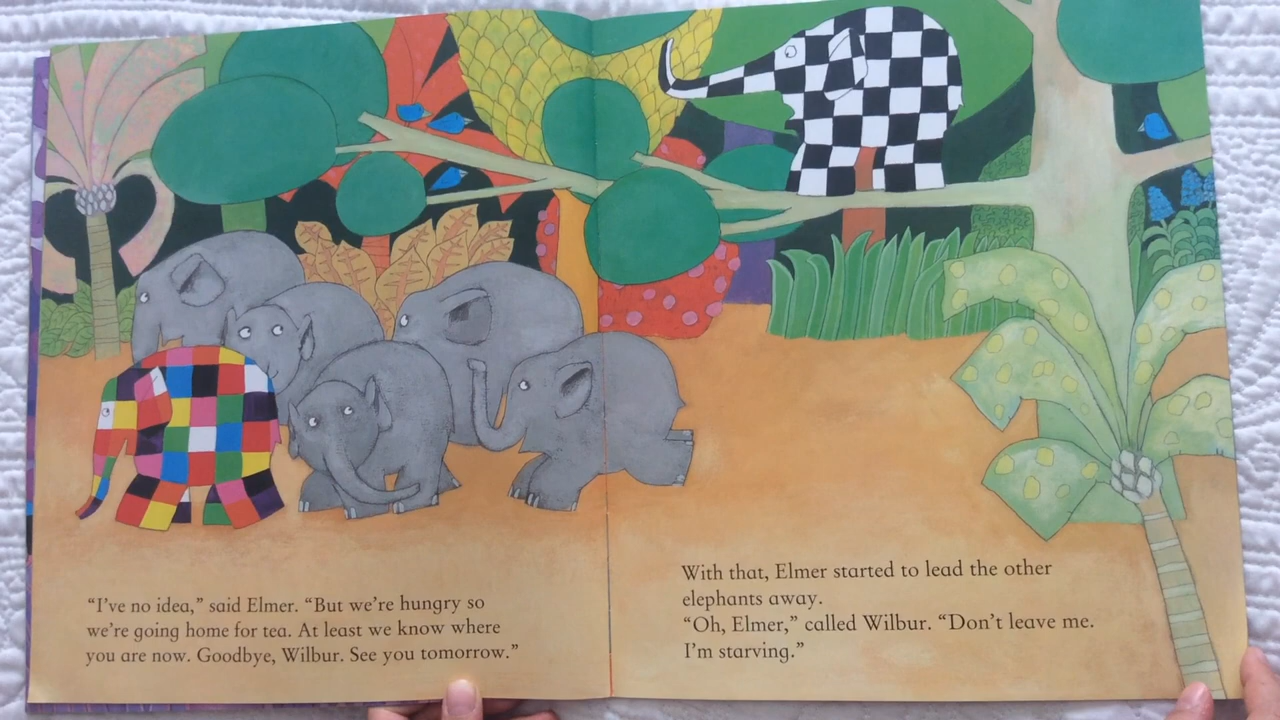 “I’ve no idea,” said Elmer. “But we’re hungry so
we’re going home for tea. At least we know where
you are now. Goodbye, Wilbur. See you tomorrow.”
With that, Elmer started to lead the other
elephants away.
“Oh, Elmer,” called Wilbur. “Don’t leave me.
I’m starving.”